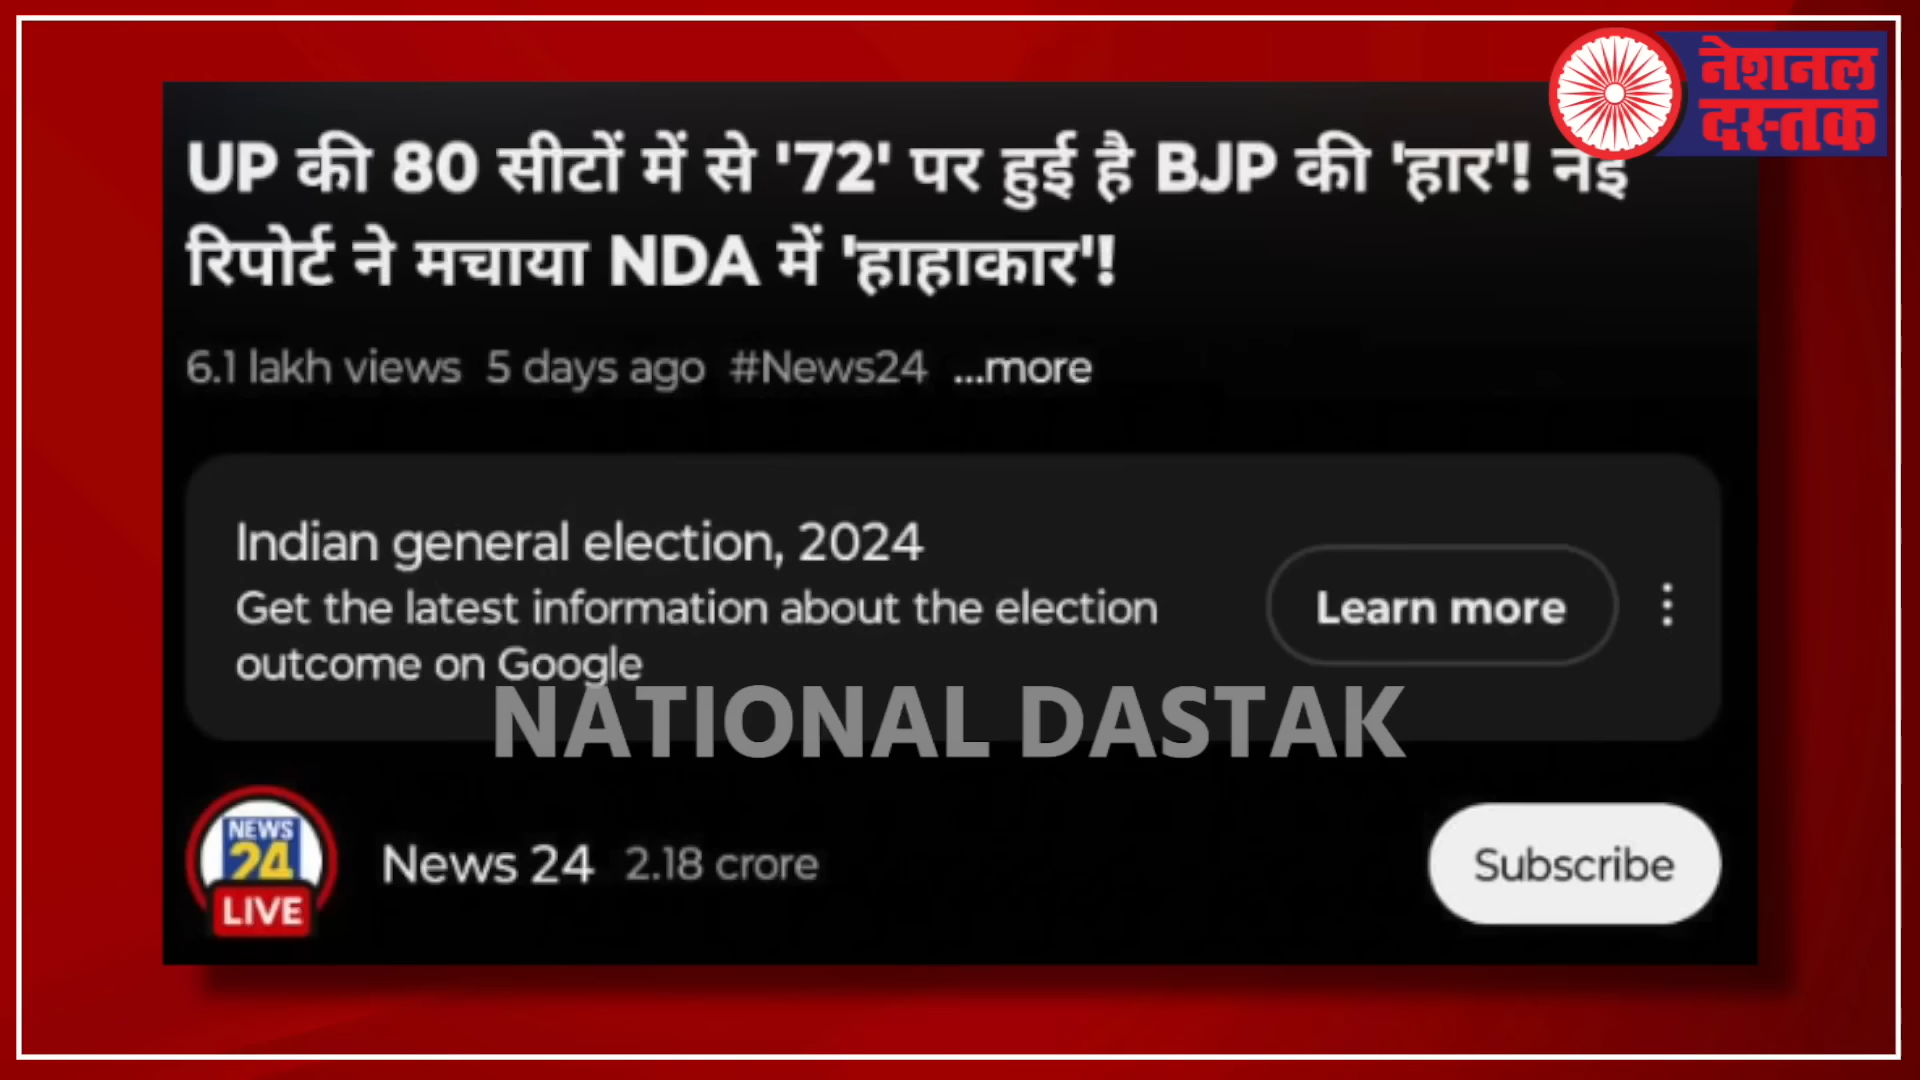 नेशनल
दस्तक
UP की 80 सीटों में से '72' पर हुई है BJP की 'हार'! नई
रिपोर्ट ने मचाया NDA में 'हाहाकार'!
6.1 lakh views 5 days ago #News24 ...more
Indian general election, 2024
Get the latest information about the election
outcome on Google
Learn more
NATIONAL DASTAK
NEWS
24
LIVE
News 24 2.18 crore
Subscribe